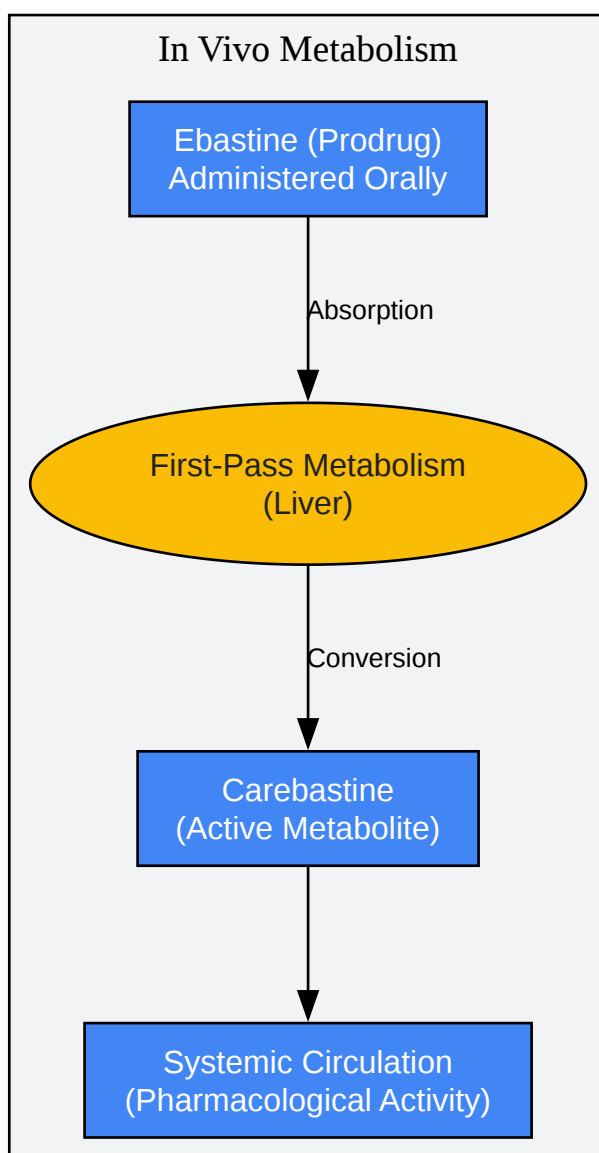 In Vivo Metabolism
Ebastine (Prodrug)
Administered Orally
Absorption
First-Pass Metabolism
(Liver)
Conversion
Carebastine
(Active Metabolite)
Systemic Circulation
(Pharmacological Activity)